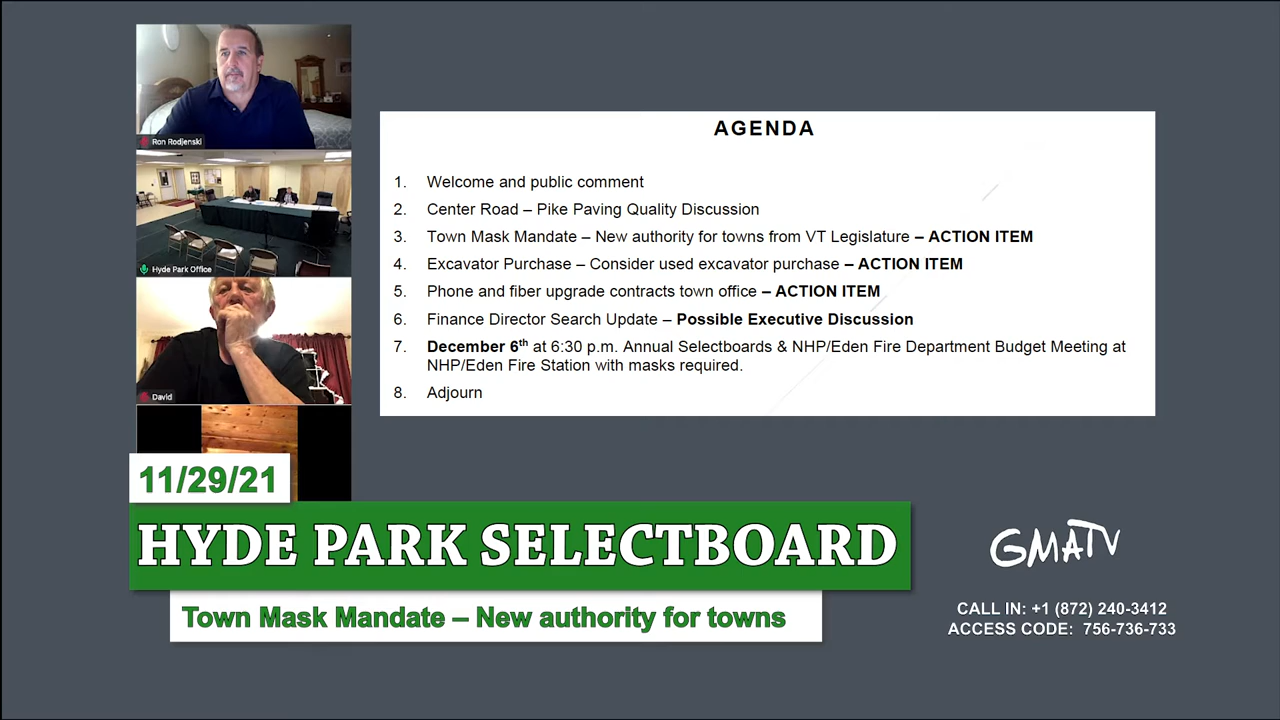 Ron Rodjenski
Hyde Park Office
David
AGENDA
1. Welcome and public comment
2. Center Road – Pike Paving Quality Discussion
3. Town Mask Mandate – New authority for towns from VT Legislature – ACTION ITEM
4. Excavator Purchase – Consider used excavator purchase – ACTION ITEM
5. Phone and fiber upgrade contracts town office – ACTION ITEM
6. Finance Director Search Update – Possible Executive Discussion
7. December 6th at 6:30 p.m. Annual Selectboards & NHP/Eden Fire Department Budget Meeting at
NHP/Eden Fire Station with masks required.
8. Adjourn
11/29/21
HYDE PARK SELECTBOARD
Town Mask Mandate – New authority for towns
GMATV
CALL IN: +1 (872) 240-3412
ACCESS CODE: 756-736-733